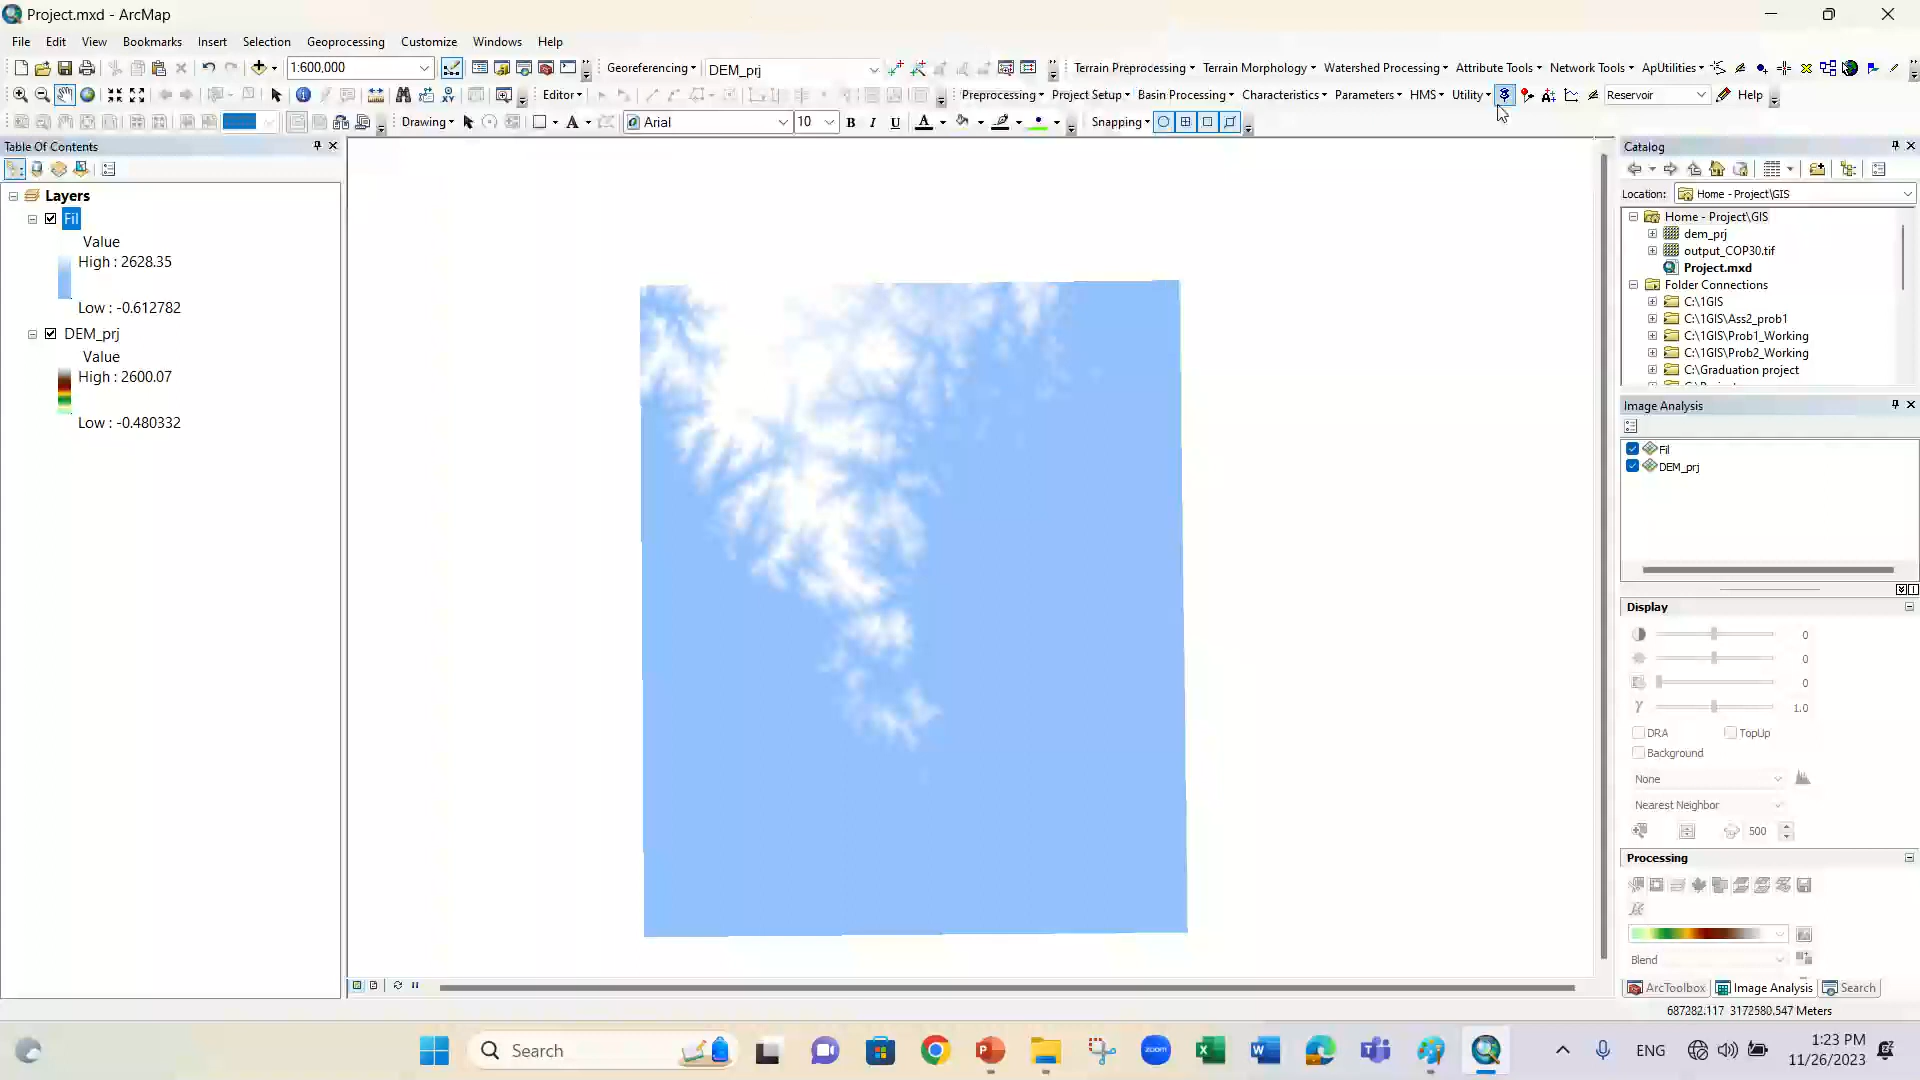 Project.mxd - ArcMap
File Edit View Bookmarks Insert Selection Geoprocessing Customize Windows Help
1:600,000 Georeferencing DEM_prj Terrain Preprocessing Terrain Morphology Watershed Processing Attribute Tools Network Tools ApUtilities
Editor Preprocessing Project Setup Basin Processing Characteristics Parameters HMS Utility Reservoir Help
Drawing A Arial 10 B I U A Snapping
Table Of Contents
Layers
Fil
Value
High : 2628.35
Low : -0.612782
DEM_prj
Value
High : 2600.07
Low : -0.480332
Catalog
Location: Home - Project\GIS
Home - Project\GIS
dem_prj
output_COP30.tif
Project.mxd
Folder Connections
C:\1GIS
C:\1GIS\Ass2_prob1
C:\1GIS\Prob1_Working
C:\1GIS\Prob2_Working
C:\Graduation project
Image Analysis
Fil
DEM_prj
Display
0
0
0
γ 1.0
DRA TopUp
Background
None
Nearest Neighbor
500
Processing
Blend
ArcToolbox Image Analysis Search
687282.117 3172580.547 Meters
Search
zoom
ENG
1:23 PM
11/26/2023